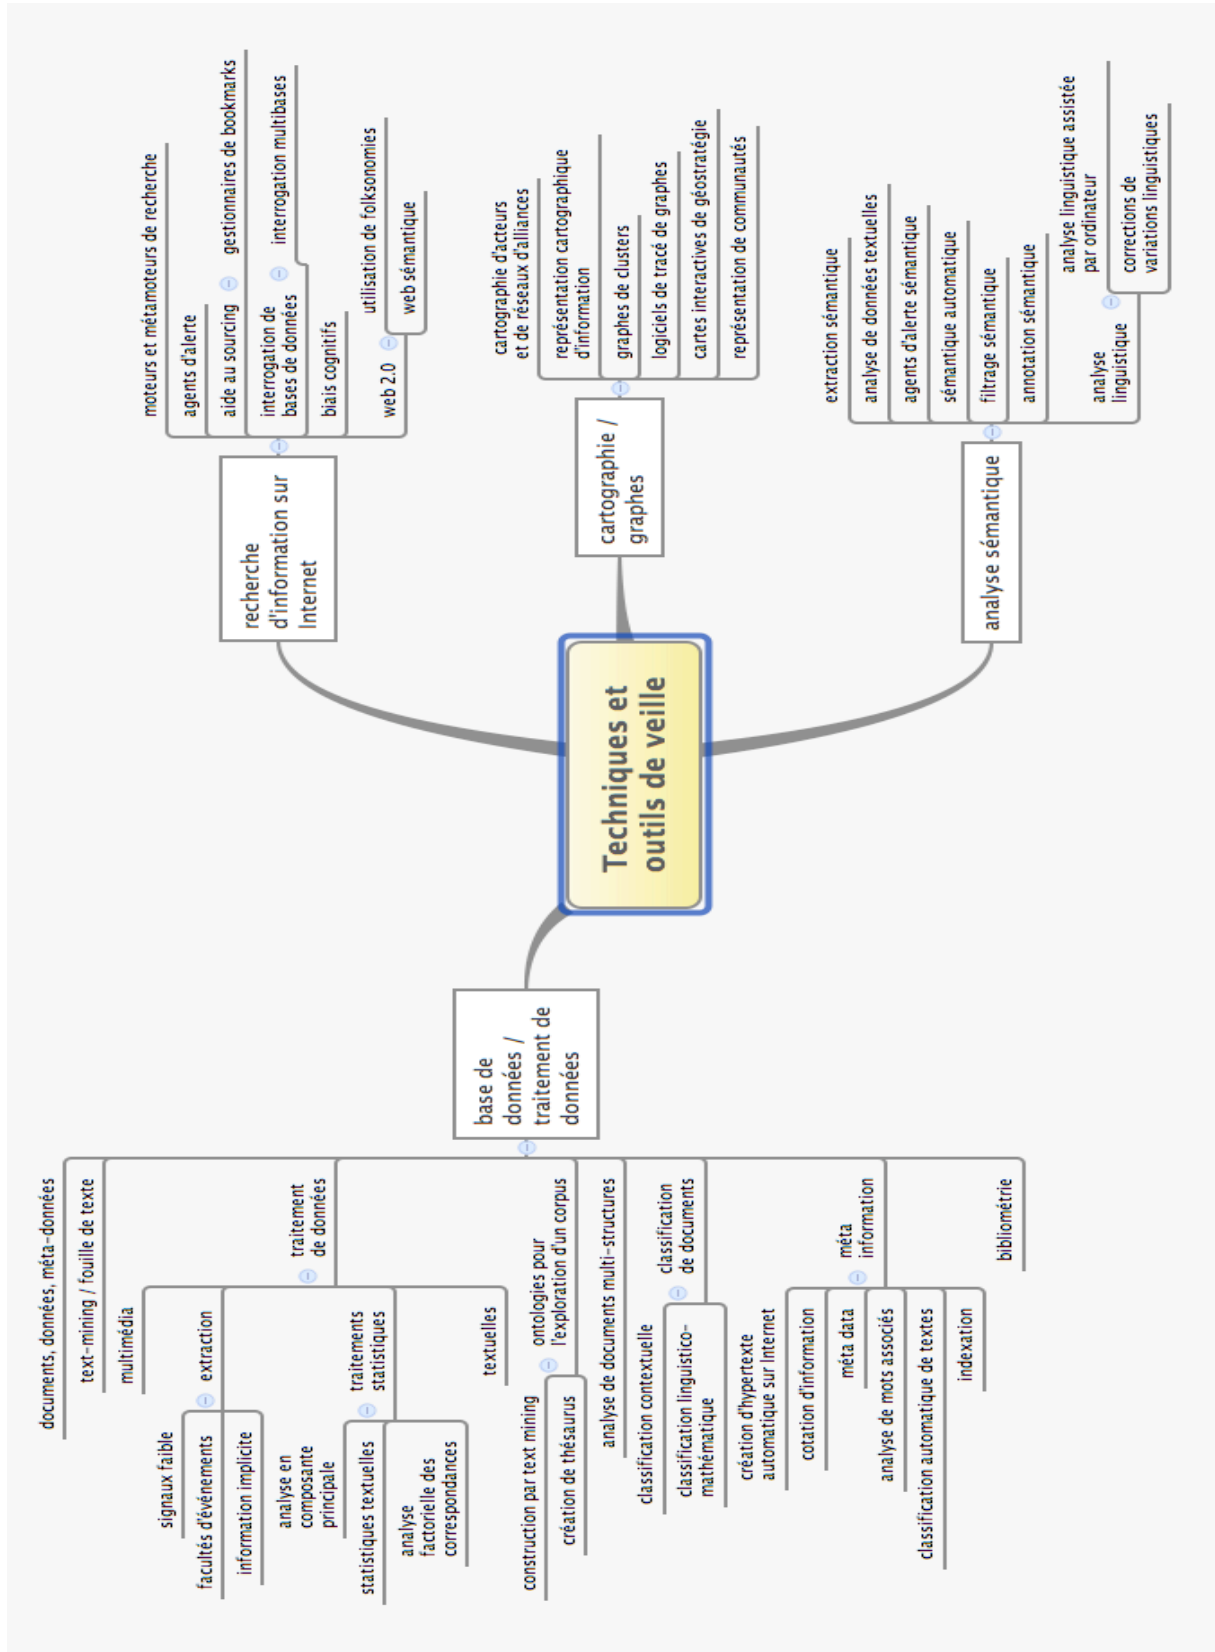 Techniques et
outils de veille
recherche
d'information sur
Internet
moteurs et métamoteurs de recherche
agents d'alerte
aide au sourcing
gestionnaires de bookmarks
interrogation de
bases de données
interrogation multibases
biais cognitifs
web 2.0
utilisation de folksonomies
web sémantique
cartographie /
graphes
cartographie d'acteurs
et de réseaux d'alliances
représentation cartographique
d'information
graphes de clusters
logiciels de tracé de graphes
cartes interactives de géostratégie
représentation de communautés
analyse sémantique
extraction sémantique
analyse de données textuelles
agents d'alerte sémantique
sémantique automatique
filtrage sémantique
annotation sémantique
analyse
linguistique
analyse linguistique assistée
par ordinateur
corrections de
variations linguistiques
base de
données /
traitement de
données
documents, données, méta-données
text-mining / fouille de texte
traitement
de données
multimédia
extraction
signaux faible
facultés d'événements
information implicite
traitements
statistiques
analyse en
composante
principale
statistiques textuelles
analyse
factorielle des
correspondances
textuelles
ontologies pour
l'exploration d'un corpus
construction par text mining
création de thésaurus
analyse de documents multi-structures
classification
de documents
classification contextuelle
classification linguistico-
mathématique
méta
information
création d'hypertexte
automatique sur Internet
cotation d'information
méta data
analyse de mots associés
classification automatique de textes
indexation
bibliométrie